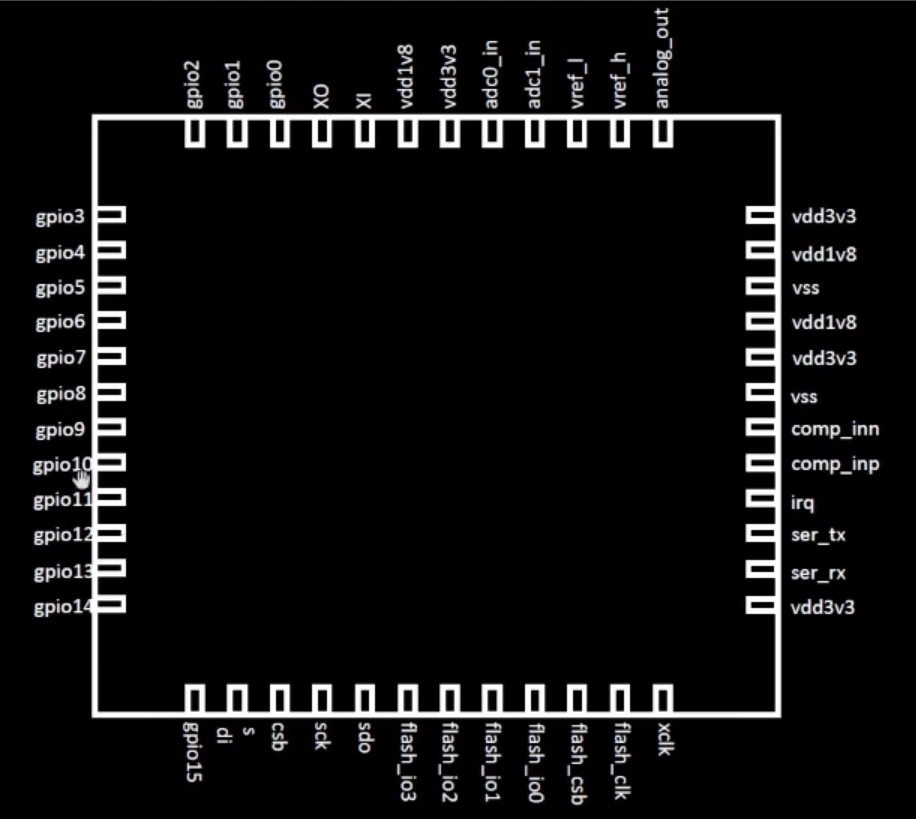 gpio2
gpio1
gpio0
XO
XI
vdd1v8
vdd3v3
adc0_in
adc1_in
vref_l
vref_h
analog_out
gpio3
gpio4
gpio5
gpio6
gpio7
gpio8
gpio9
gpio10
gpio11
gpio12
gpio13
gpio14
vdd3v3
vdd1v8
vss
vdd1v8
vdd3v3
vss
comp_inn
comp_inp
irq
ser_tx
ser_rx
vdd3v3
gpio15
s
di
csb
sck
sdo
flash_io3
flash_io2
flash_io1
flash_io0
flash_csb
flash_clk
xclk